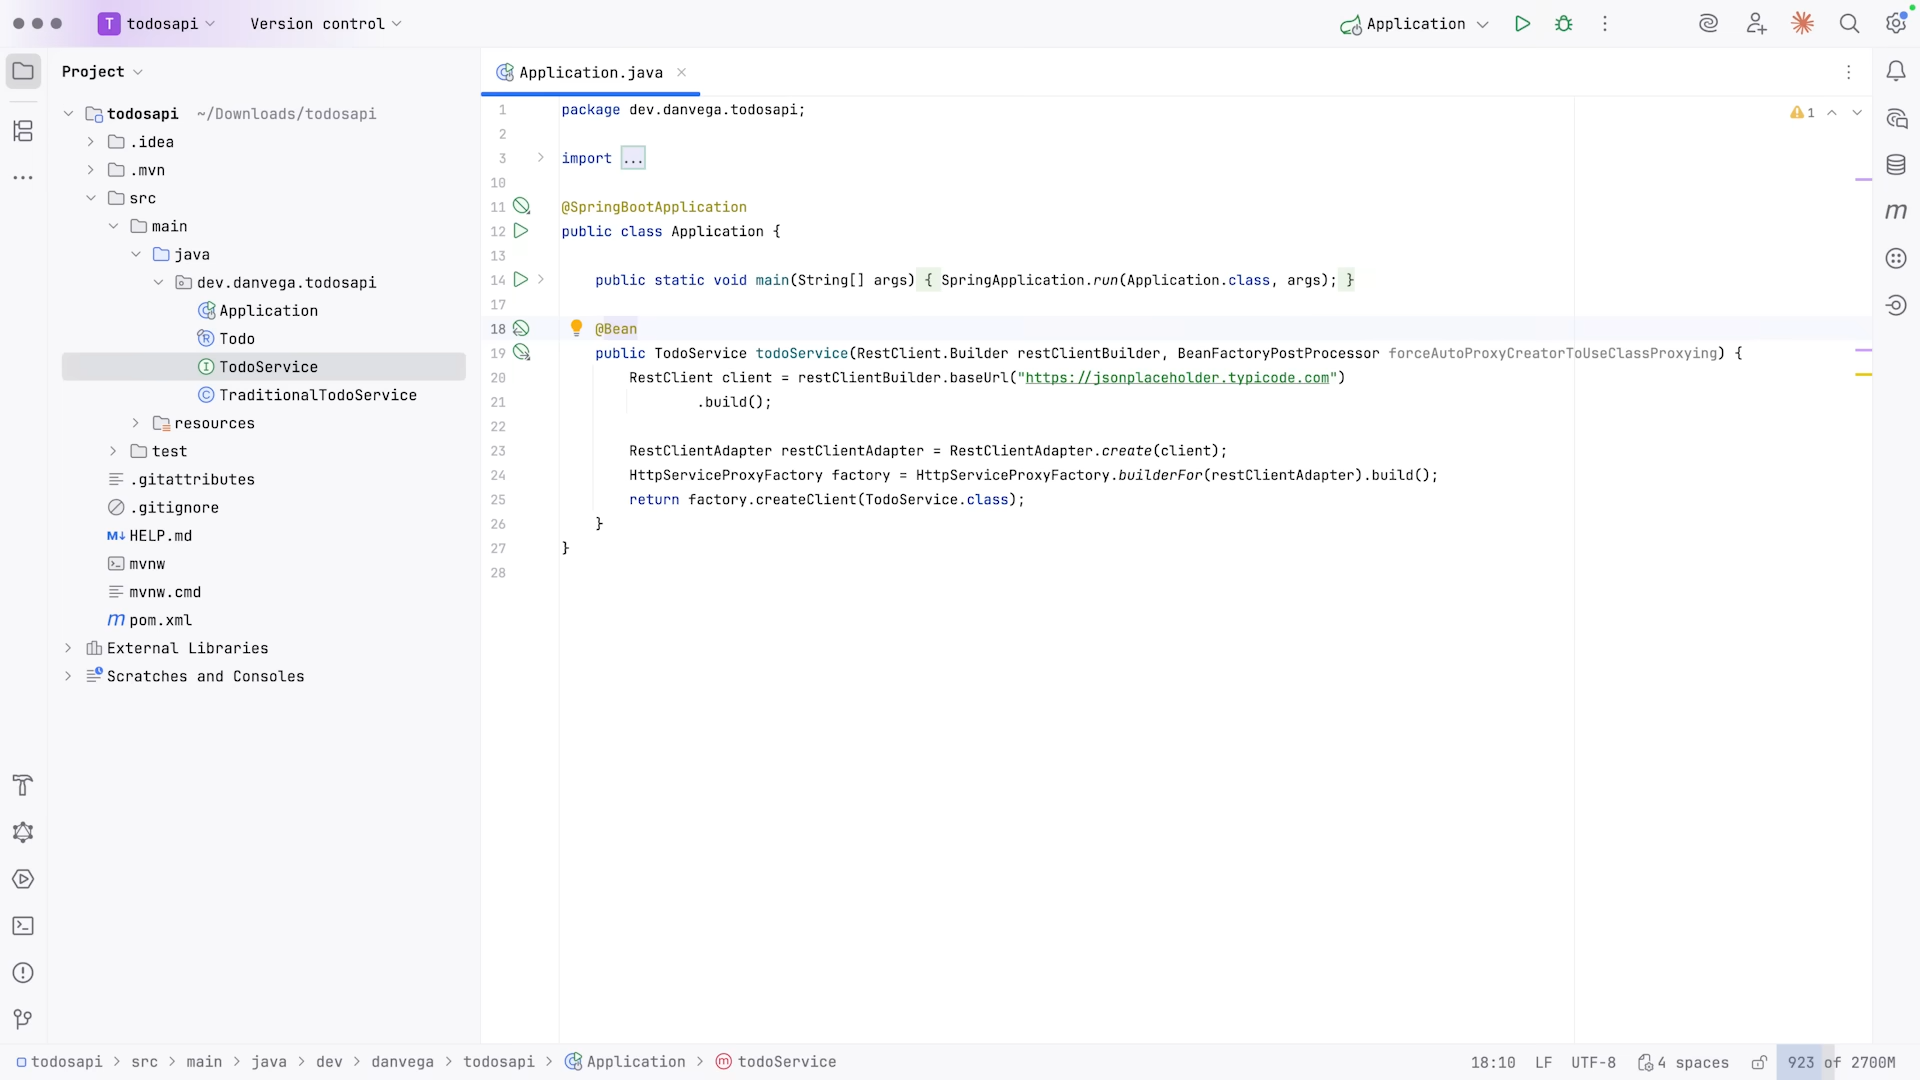 T todosapi
Version control
Application
Project
todosapi ~/Downloads/todosapi
.idea
.mvn
src
main
java
dev.danvega.todosapi
Application
Todo
TodoService
TraditionalTodoService
resources
test
.gitattributes
.gitignore
HELP.md
mvnw
mvnw.cmd
pom.xml
External Libraries
Scratches and Consoles
Application.java
1 package dev.danvega.todosapi;
2
3 import ...
10
11 @SpringBootApplication
12 public class Application {
13
14 public static void main(String[] args) { SpringApplication.run(Application.class, args); }
17
18 @Bean
19 public TodoService todoService(RestClient.Builder restClientBuilder, BeanFactoryPostProcessor forceAutoProxyCreatorToUseClassProxying) {
20 RestClient client = restClientBuilder.baseUrl("https://jsonplaceholder.typicode.com")
21 .build();
22
23 RestClientAdapter restClientAdapter = RestClientAdapter.create(client);
24 HttpServiceProxyFactory factory = HttpServiceProxyFactory.builderFor(restClientAdapter).build();
25 return factory.createClient(TodoService.class);
26 }
27 }
28
1
todosapi > src > main > java > dev > danvega > todosapi > Application > todoService
18:10 LF UTF-8 4 spaces 923 of 2700M